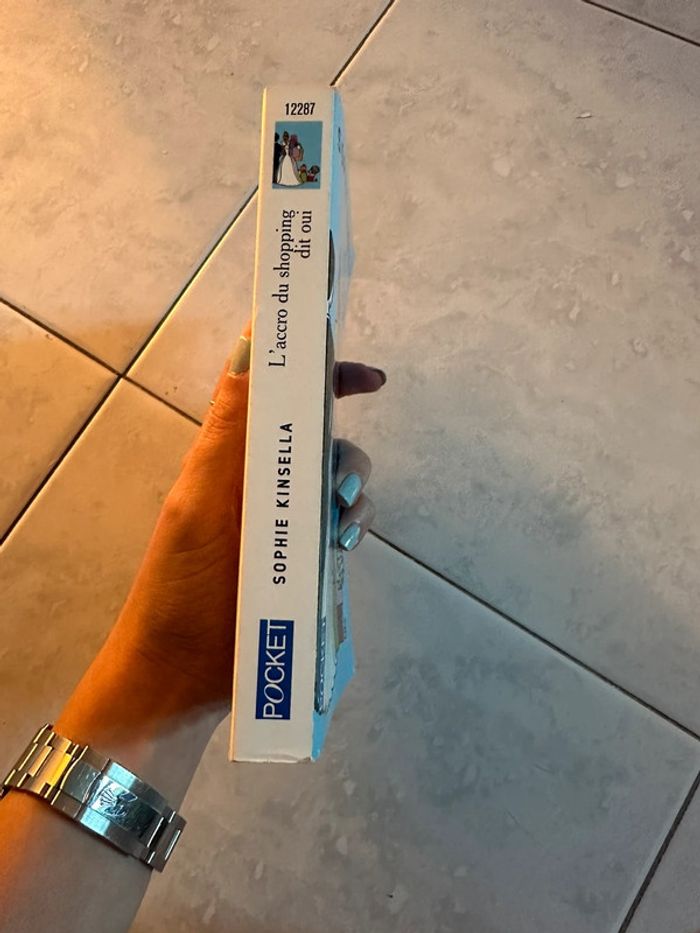 12287
L'accro du shopping
dit oui
SOPHIE KINSELLA
POCKET